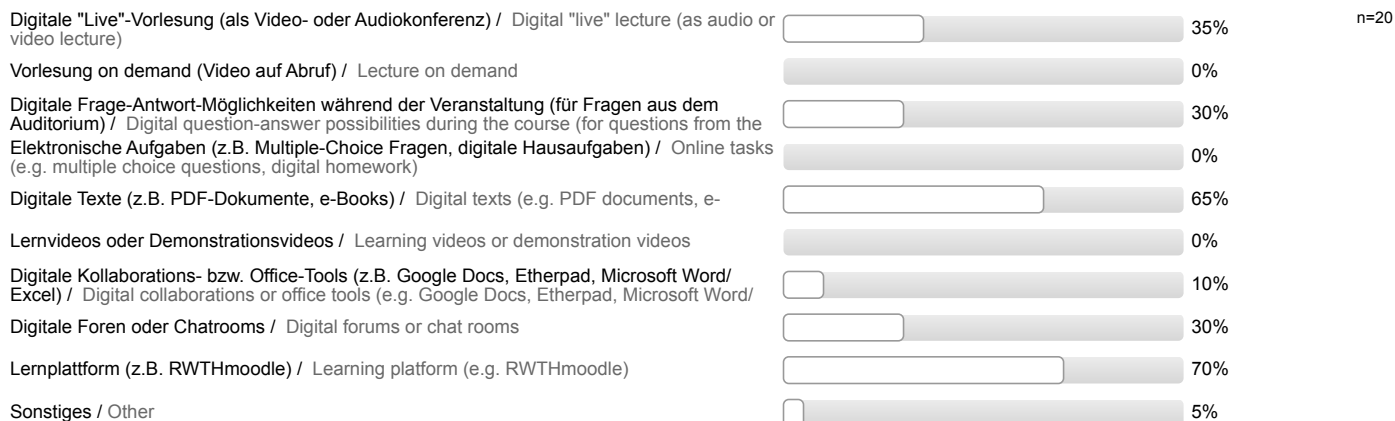 Digitale "Live"-Vorlesung (als Video- oder Audiokonferenz) / Digital "live" lecture (as audio or
video lecture)
35%
n=20
Vorlesung on demand (Video auf Abruf) / Lecture on demand
0%
Digitale Frage-Antwort-Möglichkeiten während der Veranstaltung (für Fragen aus dem
Auditorium) / Digital question-answer possibilities during the course (for questions from the
30%
Elektronische Aufgaben (z.B. Multiple-Choice Fragen, digitale Hausaufgaben) / Online tasks
(e.g. multiple choice questions, digital homework)
0%
Digitale Texte (z.B. PDF-Dokumente, e-Books) / Digital texts (e.g. PDF documents, e-
65%
Lernvideos oder Demonstrationsvideos / Learning videos or demonstration videos
0%
Digitale Kollaborations- bzw. Office-Tools (z.B. Google Docs, Etherpad, Microsoft Word/
Excel) / Digital collaborations or office tools (e.g. Google Docs, Etherpad, Microsoft Word/
10%
Digitale Foren oder Chatrooms / Digital forums or chat rooms
30%
Lernplattform (z.B. RWTHmoodle) / Learning platform (e.g. RWTHmoodle)
70%
Sonstiges / Other
5%